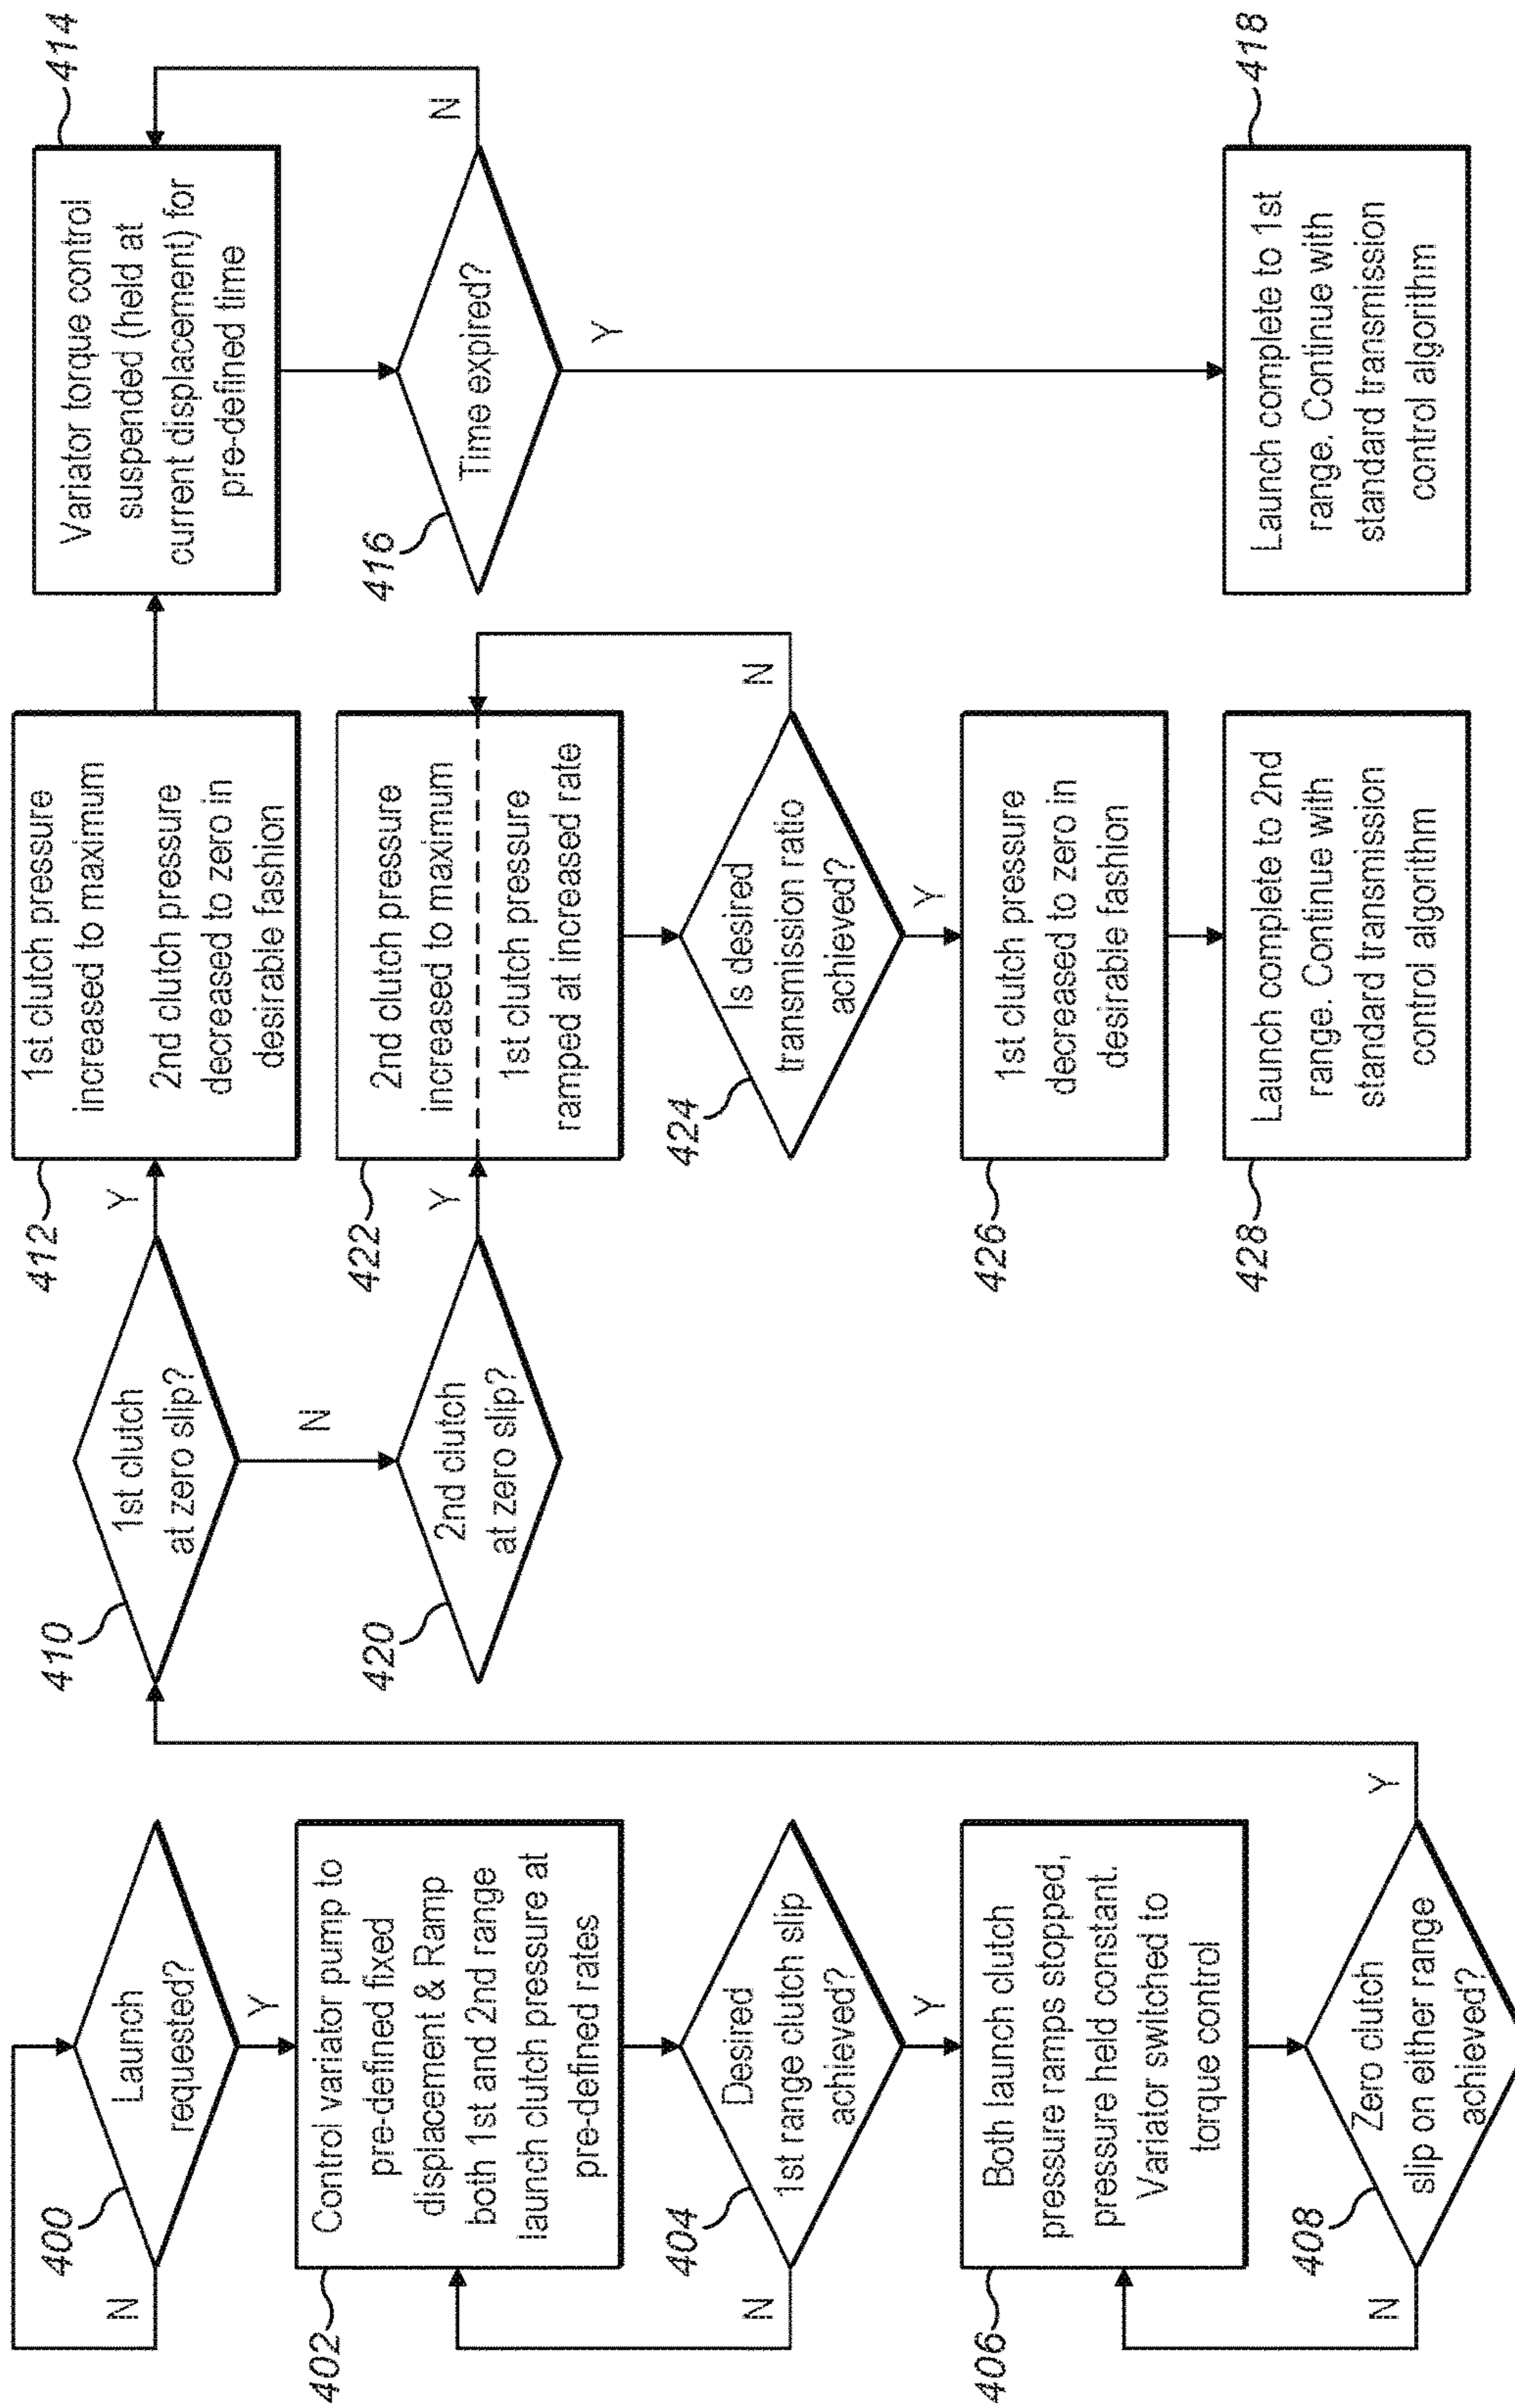 400
Launch
requested?
N
Y
402
Control variator pump to
pre-defined fixed
displacement & Ramp
both 1st and 2nd range
launch clutch pressure at
pre-defined rates
404
Desired
1st range clutch slip
achieved?
N
Y
406
Both launch clutch
pressure ramps stopped,
pressure held constant.
Variator switched to
torque control
408
Zero clutch
slip on either range
achieved?
N
Y
410
1st clutch
at zero slip?
Y
N
412
1st clutch pressure
increased to maximum
2nd clutch pressure
decreased to zero in
desirable fashion
414
Variator torque control
suspended (held at
current displacement) for
pre-defined time
416
Time expired?
N
Y
418
Launch complete to 1st
range. Continue with
standard transmission
control algorithm
420
2nd clutch
at zero slip?
Y
422
2nd clutch pressure
increased to maximum
1st clutch pressure
ramped at increased rate
424
Is desired
transmission ratio
achieved?
N
Y
426
1st clutch pressure
decreased to zero in
desirable fashion
428
Launch complete to 2nd
range. Continue with
standard transmission
control algorithm